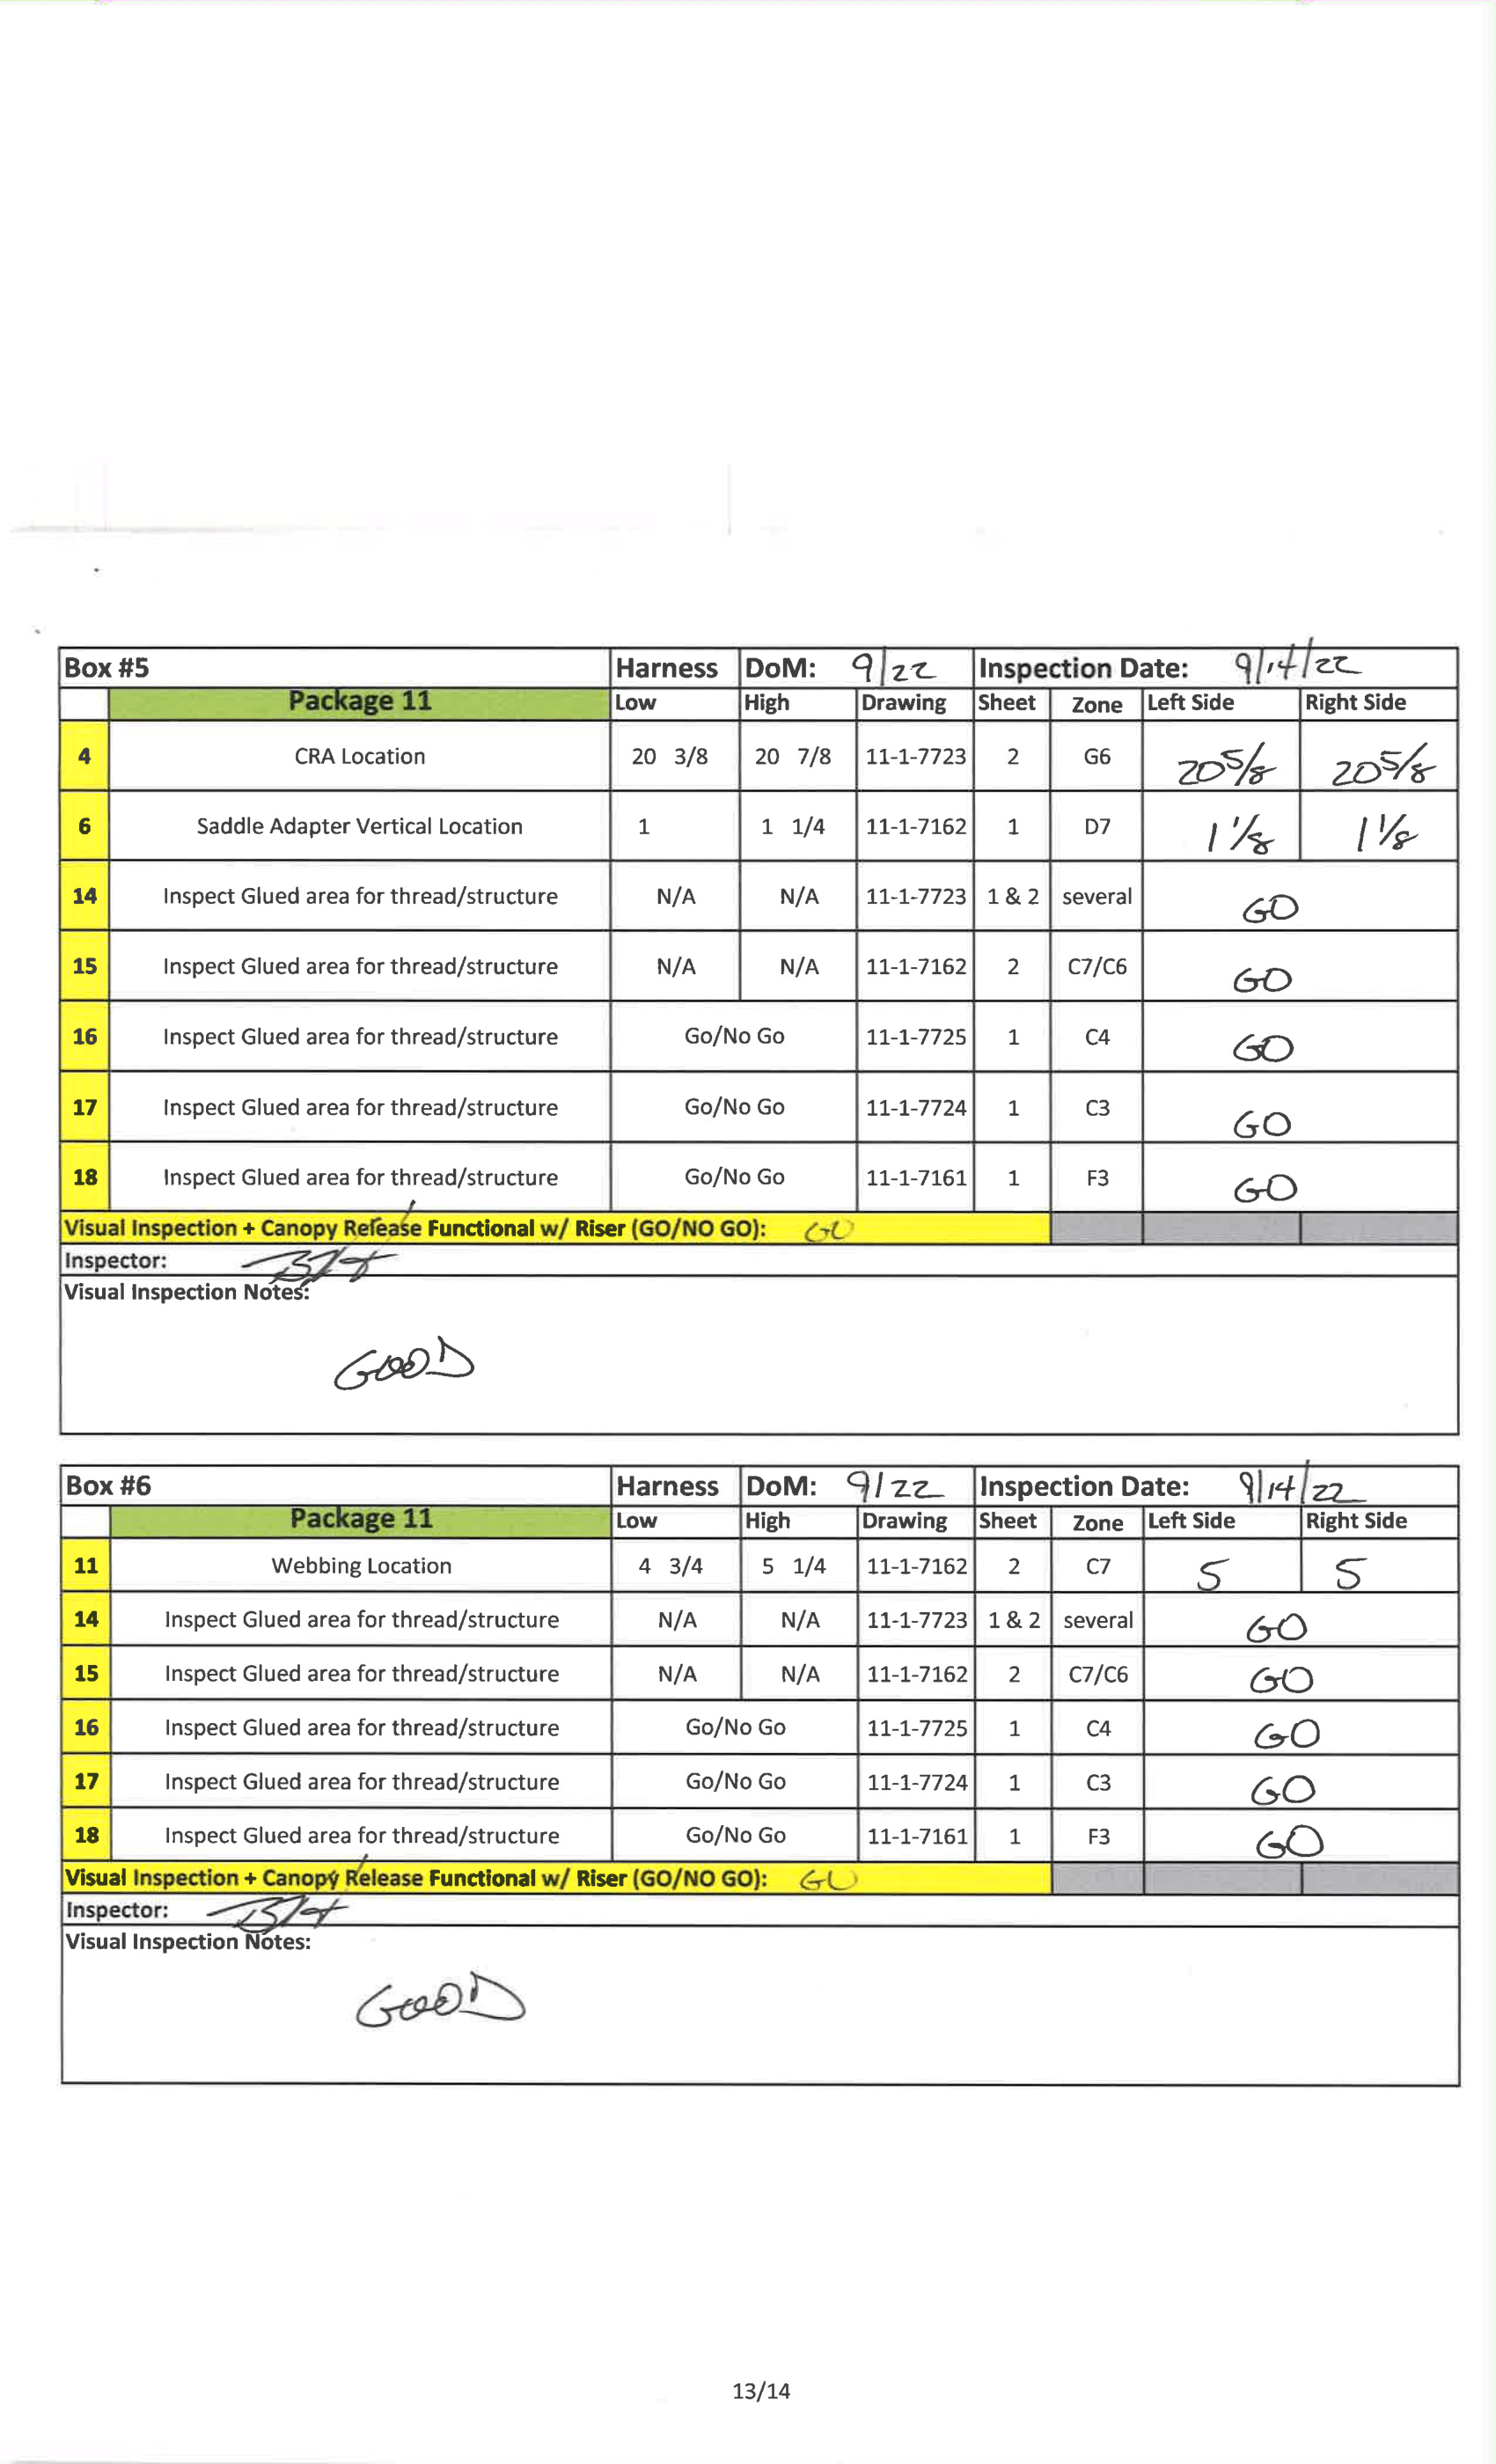 Box #5 Harness DoM: 9/22 Inspection Date: 9/14/22
Package 11 Low High Drawing Sheet Zone Left Side Right Side
4 CRA Location 20 3/8 20 7/8 11-1-7723 2 G6 20 5/8 20 5/8
6 Saddle Adapter Vertical Location 1 1 1/4 11-1-7162 1 D7 1 1/8 1 1/8
14 Inspect Glued area for thread/structure N/A N/A 11-1-7723 1 & 2 several GO
15 Inspect Glued area for thread/structure N/A N/A 11-1-7162 2 C7/C6 GO
16 Inspect Glued area for thread/structure Go/No Go 11-1-7725 1 C4 GO
17 Inspect Glued area for thread/structure Go/No Go 11-1-7724 1 C3 GO
18 Inspect Glued area for thread/structure Go/No Go 11-1-7161 1 F3 GO
Visual Inspection + Canopy Release Functional w/ Riser (GO/NO GO): GO
Inspector:
Visual Inspection Notes:
GOOD
Box #6 Harness DoM: 9/22 Inspection Date: 9/14/22
Package 11 Low High Drawing Sheet Zone Left Side Right Side
11 Webbing Location 4 3/4 5 1/4 11-1-7162 2 C7 5 5
14 Inspect Glued area for thread/structure N/A N/A 11-1-7723 1 & 2 several GO
15 Inspect Glued area for thread/structure N/A N/A 11-1-7162 2 C7/C6 GO
16 Inspect Glued area for thread/structure Go/No Go 11-1-7725 1 C4 GO
17 Inspect Glued area for thread/structure Go/No Go 11-1-7724 1 C3 GO
18 Inspect Glued area for thread/structure Go/No Go 11-1-7161 1 F3 GO
Visual Inspection + Canopy Release Functional w/ Riser (GO/NO GO): GO
Inspector:
Visual Inspection Notes:
GOOD
13/14